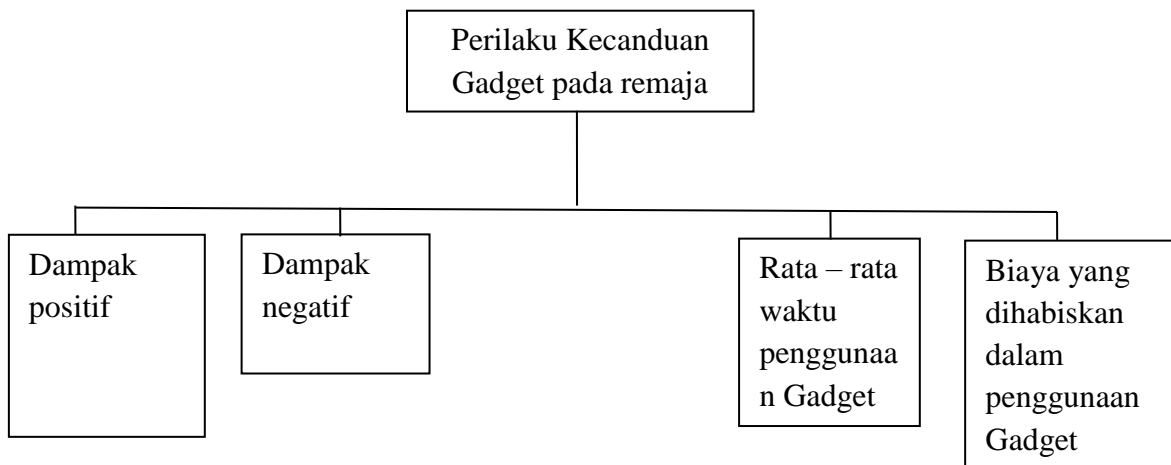 Perilaku Kecanduan
Gadget pada remaja
Dampak
positif
Dampak
negatif
Rata – rata
waktu
penggunaa
n Gadget
Biaya yang
dihabiskan
dalam
penggunaan
Gadget